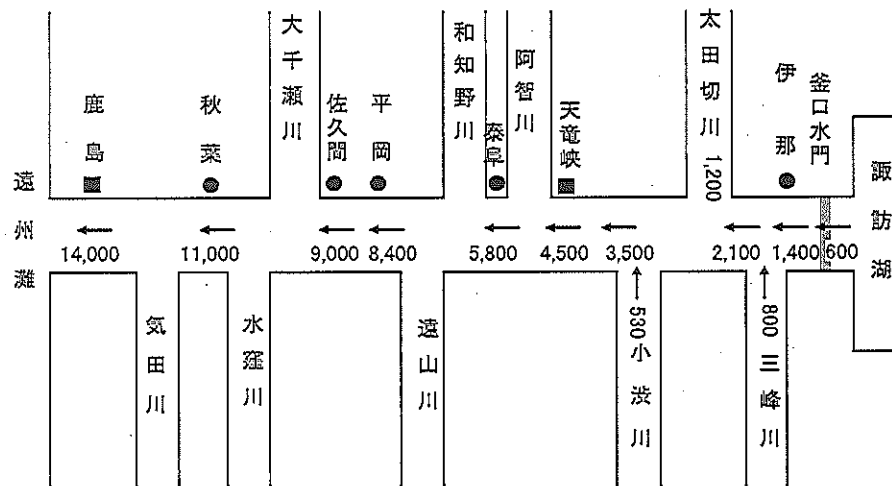 大千瀬川
和知野川
阿智川
太田切川
1,200
鹿島
秋葉
佐久間
平岡
泰阜
天竜峡
伊那
釜口水門
諏訪湖
遠州灘
14,000
11,000
9,000
8,400
5,800
4,500
3,500
2,100
1,400
600
気田川
水窪川
遠山川
530
小渋川
800
三峰川